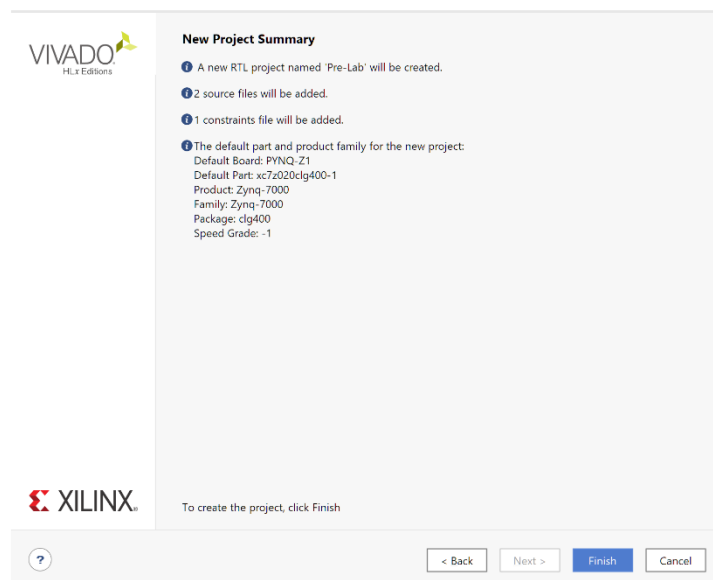 VIVADO
HLx Editions
New Project Summary
A new RTL project named 'Pre-Lab' will be created.
2 source files will be added.
1 constraints file will be added.
The default part and product family for the new project:
Default Board: PYNQ-Z1
Default Part: xc7z020clg400-1
Product: Zynq-7000
Family: Zynq-7000
Package: clg400
Speed Grade: -1
XILINX
To create the project, click Finish
?
< Back
Next >
Finish
Cancel